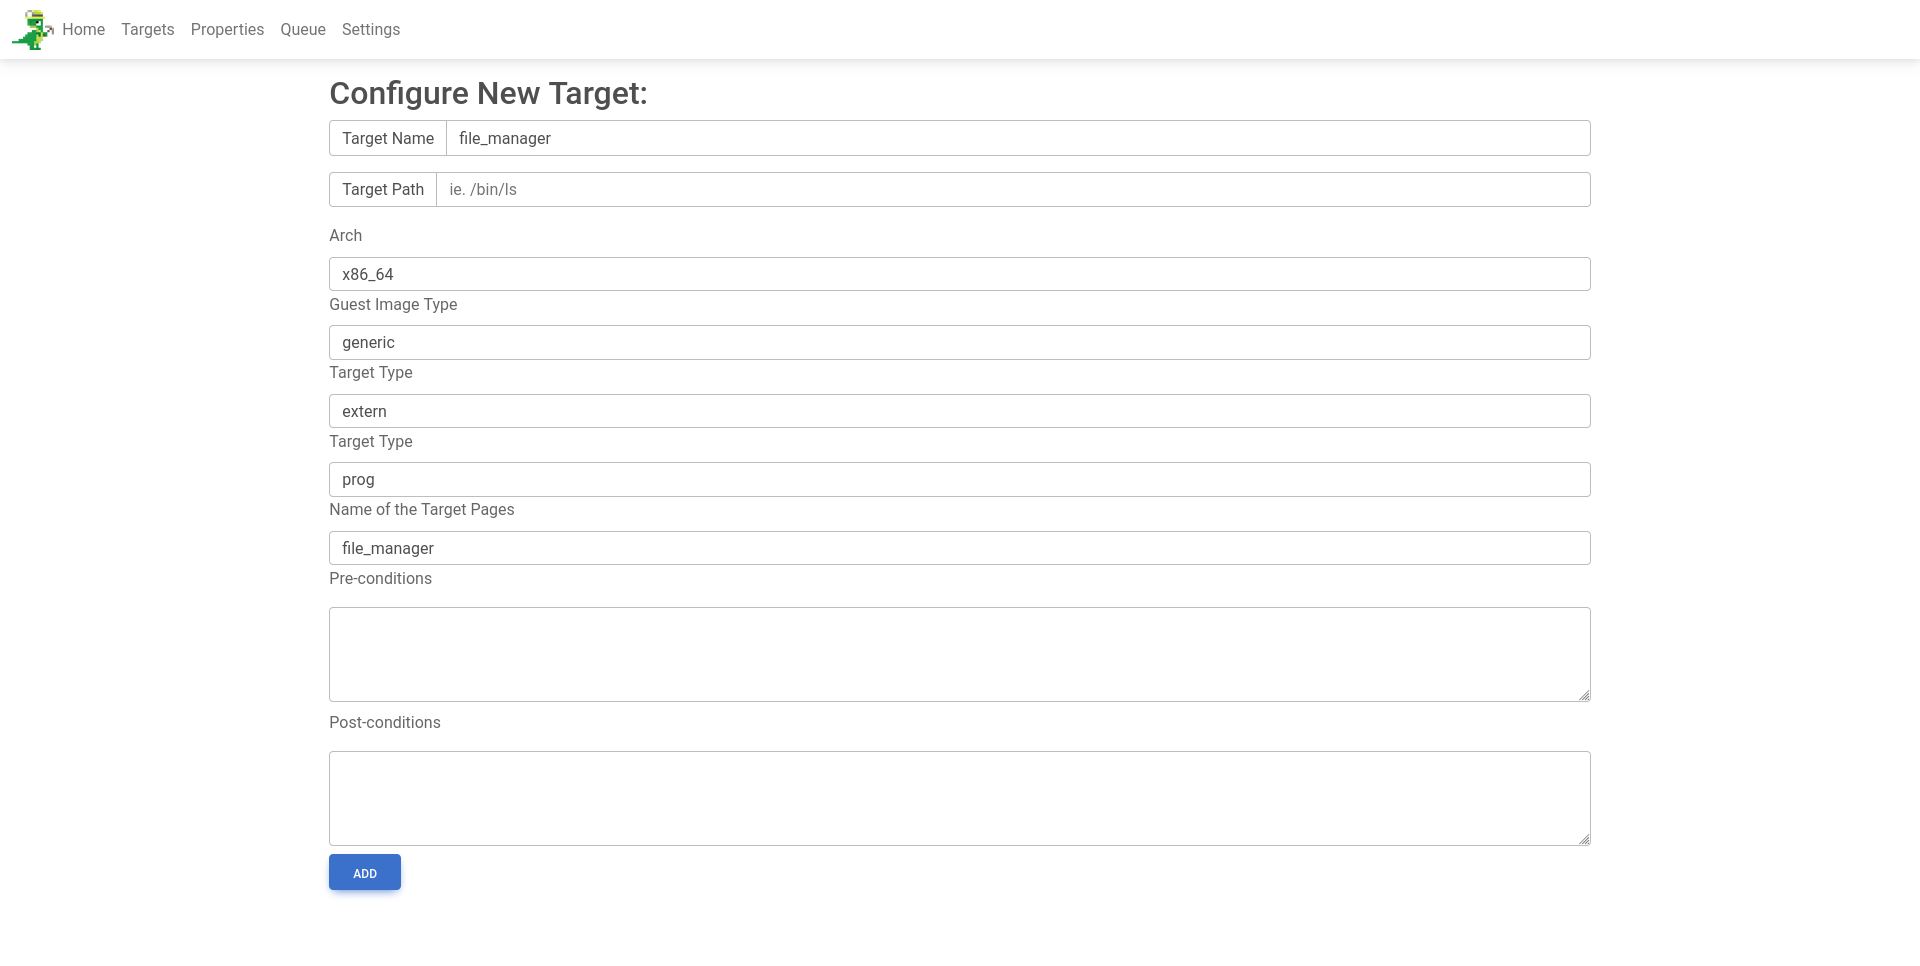 Home Targets Properties Queue Settings
Configure New Target:
Target Name file_manager
Target Path ie. /bin/ls
Arch
x86_64
Guest Image Type
generic
Target Type
extern
Target Type
prog
Name of the Target Pages
file_manager
Pre-conditions
Post-conditions
ADD